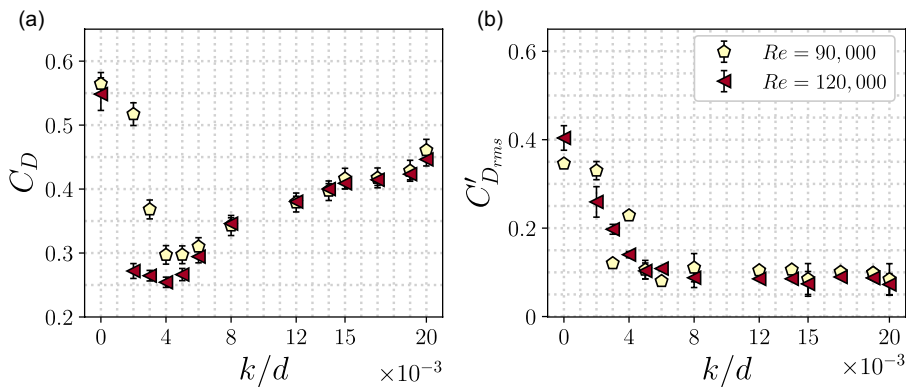 (a)
0.6
0.5
0.4
0.3
0.2
C_D
0 4 8 12 15 20
k/d
×10⁻³
(b)
0.6
0.4
0.2
0
C′_{D_{rms}}
Re = 90,000
Re = 120,000
0 4 8 12 15 20
k/d
×10⁻³